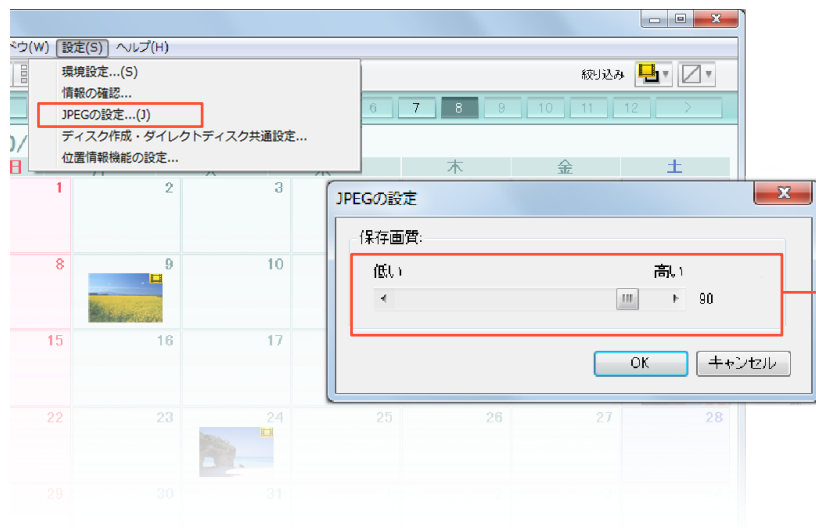 ドウ(W) 設定(S) ヘルプ(H)
環境設定...(S)
情報の確認...
JPEGの設定...(J)
ディスク作成・ダイレクトディスク共通設定...
位置情報機能の設定...
絞り込み
6 7 8 9 10 11 12
0/
日 木 金 土
1 2 3
8 9 10
15 16 17
22 23 24 25 26 27 28
29 30 31
JPEGの設定
保存画質:
低い 高い
90
OK キャンセル